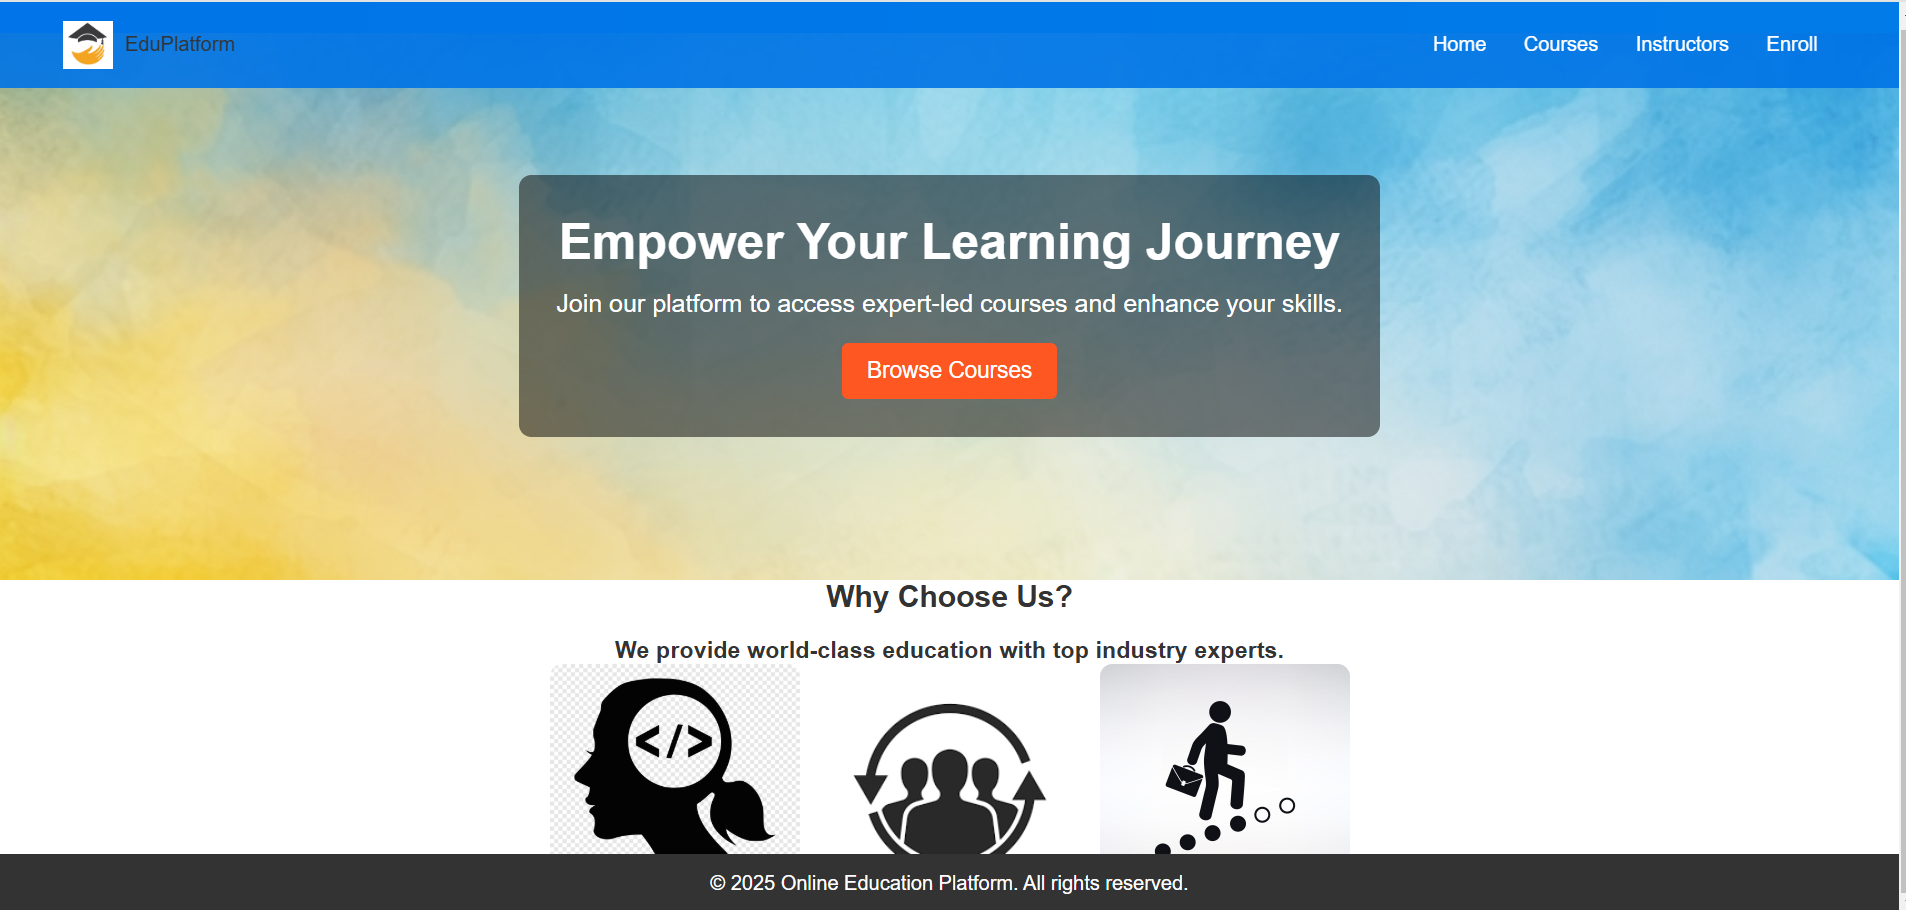 EduPlatform
Home Courses Instructors Enroll
Empower Your Learning Journey
Join our platform to access expert-led courses and enhance your skills.
Browse Courses
Why Choose Us?
We provide world-class education with top industry experts.
</>
© 2025 Online Education Platform. All rights reserved.